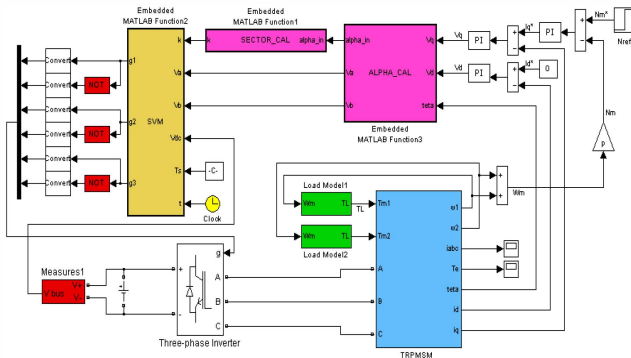 Embedded
MATLAB Function2
Embedded
MATLAB Function1
SECTOR_CAL
k
alpha_in
k
Va
Vb
Vdc
Ts
t
SVM
g1
g2
g3
Convert
Convert
Convert
Convert
Convert
Convert
NOT
NOT
NOT
-C-
Clock
alpha_in
Va
Vb
ALPHA_CAL
Vq
Vd
teta
Embedded
MATLAB Function3
Vq
PI
Iq*
PI
Nm*
Nref
Vd
PI
Id*
0
Nm
p
Wm
Load Model1
Wm
TL
TL
Wm
TL
Load Model2
Tm1
Tm2
A
B
C
w1
w2
iabc
Te
teta
id
iq
TRPMSM
Measures1
V bus
V+
V-
+
-
g
A
B
C
Three-phase Inverter